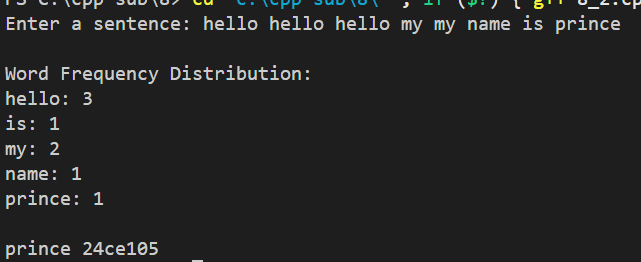 PS C:\cpp sub\8> cd "c:\cpp sub\8\" ; if ($?) { g++ 8_2.cp
Enter a sentence: hello hello hello my my name is prince
Word Frequency Distribution:
hello: 3
is: 1
my: 2
name: 1
prince: 1
prince 24ce105